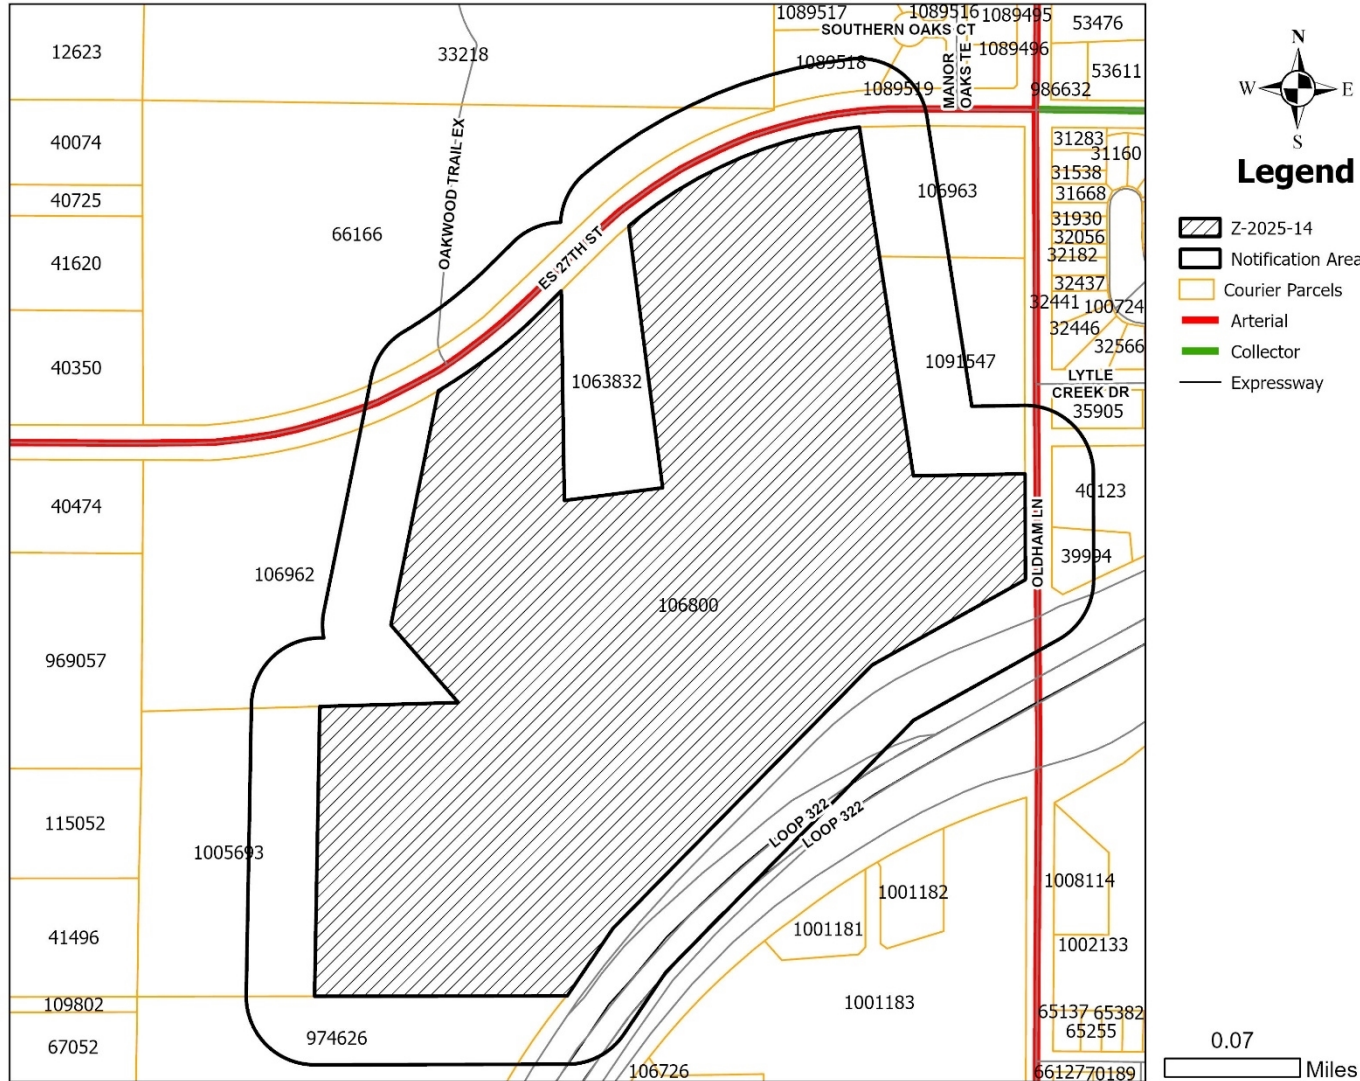 1089517
1089516
1089495
53476
12623
33218
SOUTHERN OAKS CT
1089518
1089496
53611
MANOR
OAKS TE
1089519
986632
40074
OAKWOOD TRAIL EX
31283
31160
31538
40725
106963
31668
31930
66166
32056
41620
32182
ES 27TH ST
32437
32441
100724
32446
32566
40350
1063832
1091547
LYTLE
CREEK DR
35905
40474
40123
OLDHAM LN
39994
106962
106800
969057
115052
LOOP 322
LOOP 322
1005693
1001182
1008114
41496
1001181
1002133
109802
1001183
65137
65382
65255
974626
67052
106726
66127
70189
N
W
E
S
Legend
Z-2025-14
Notification Area
Courier Parcels
Arterial
Collector
Expressway
0.07
Miles